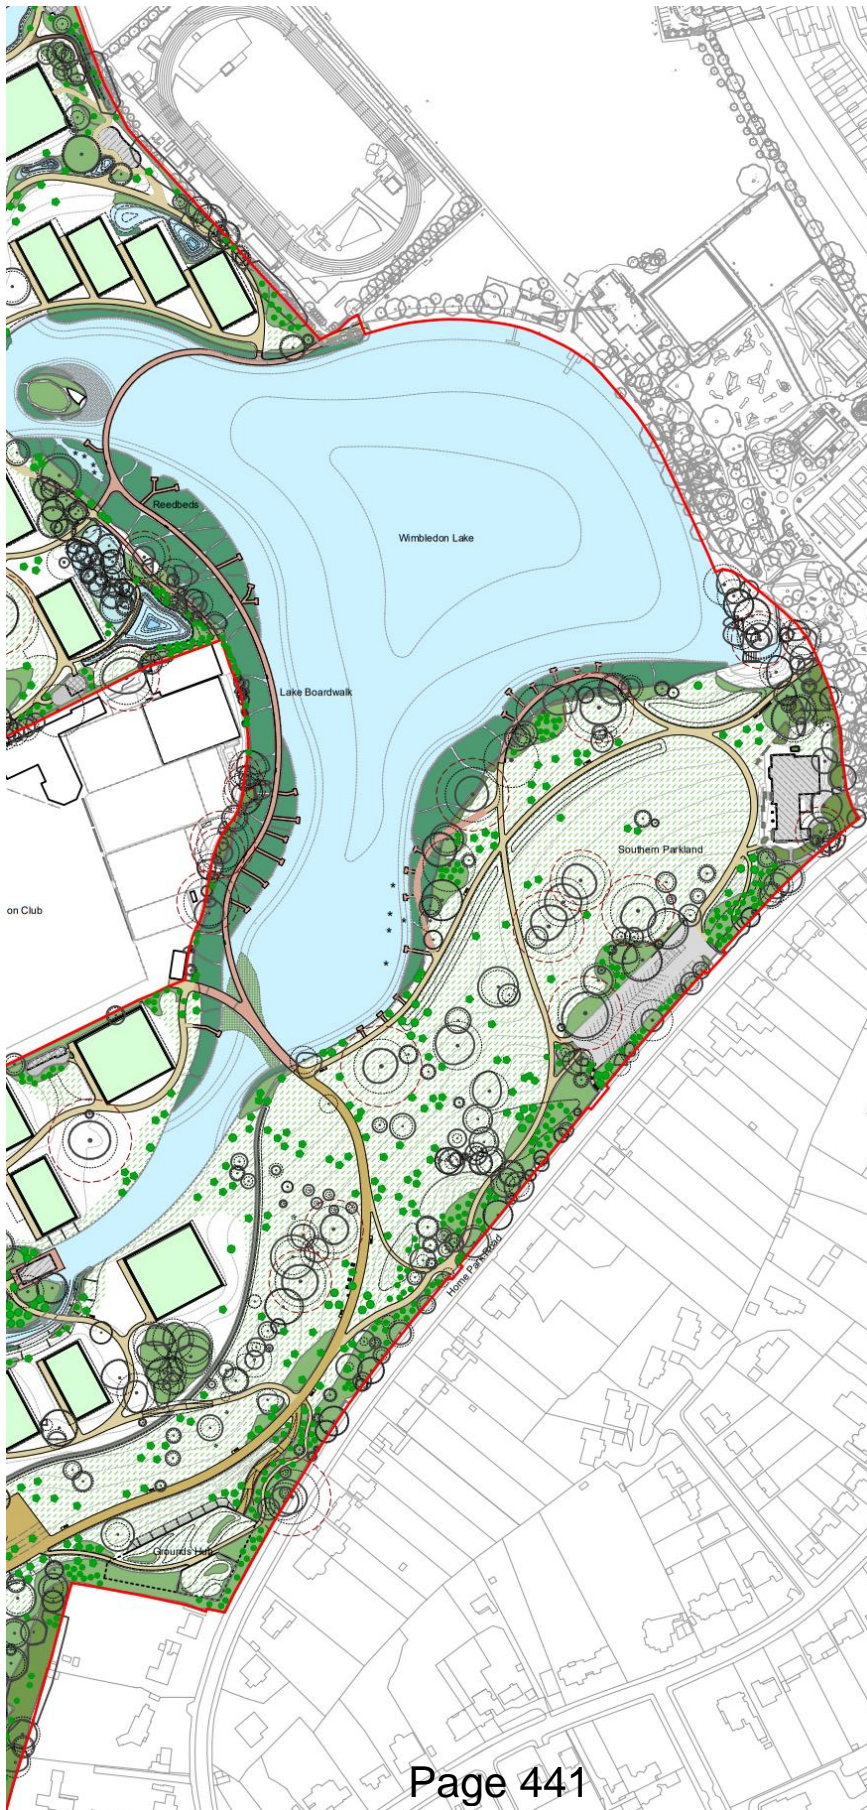 Reedbeds
Wimbledon Lake
Lake Boardwalk
Southern Parkland
on Club
Home Park Road
Grounds Hub
Page 441